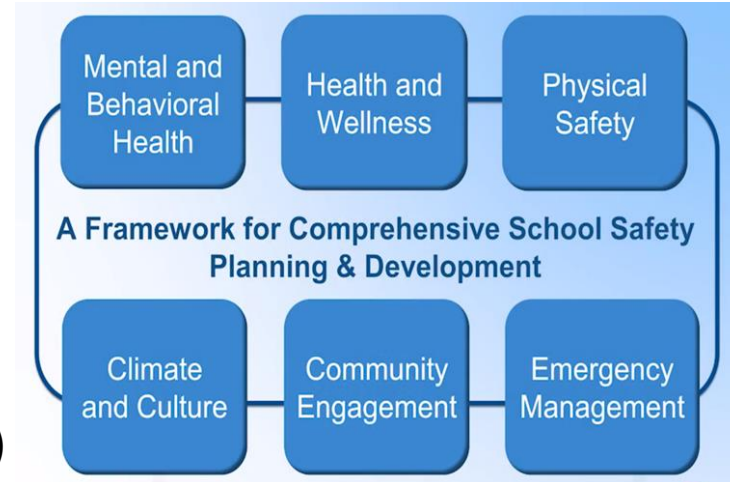 Mental and
Behavioral
Health
Health and
Wellness
Physical
Safety
A Framework for Comprehensive School Safety
Planning & Development
Climate
and Culture
Community
Engagement
Emergency
Management
)